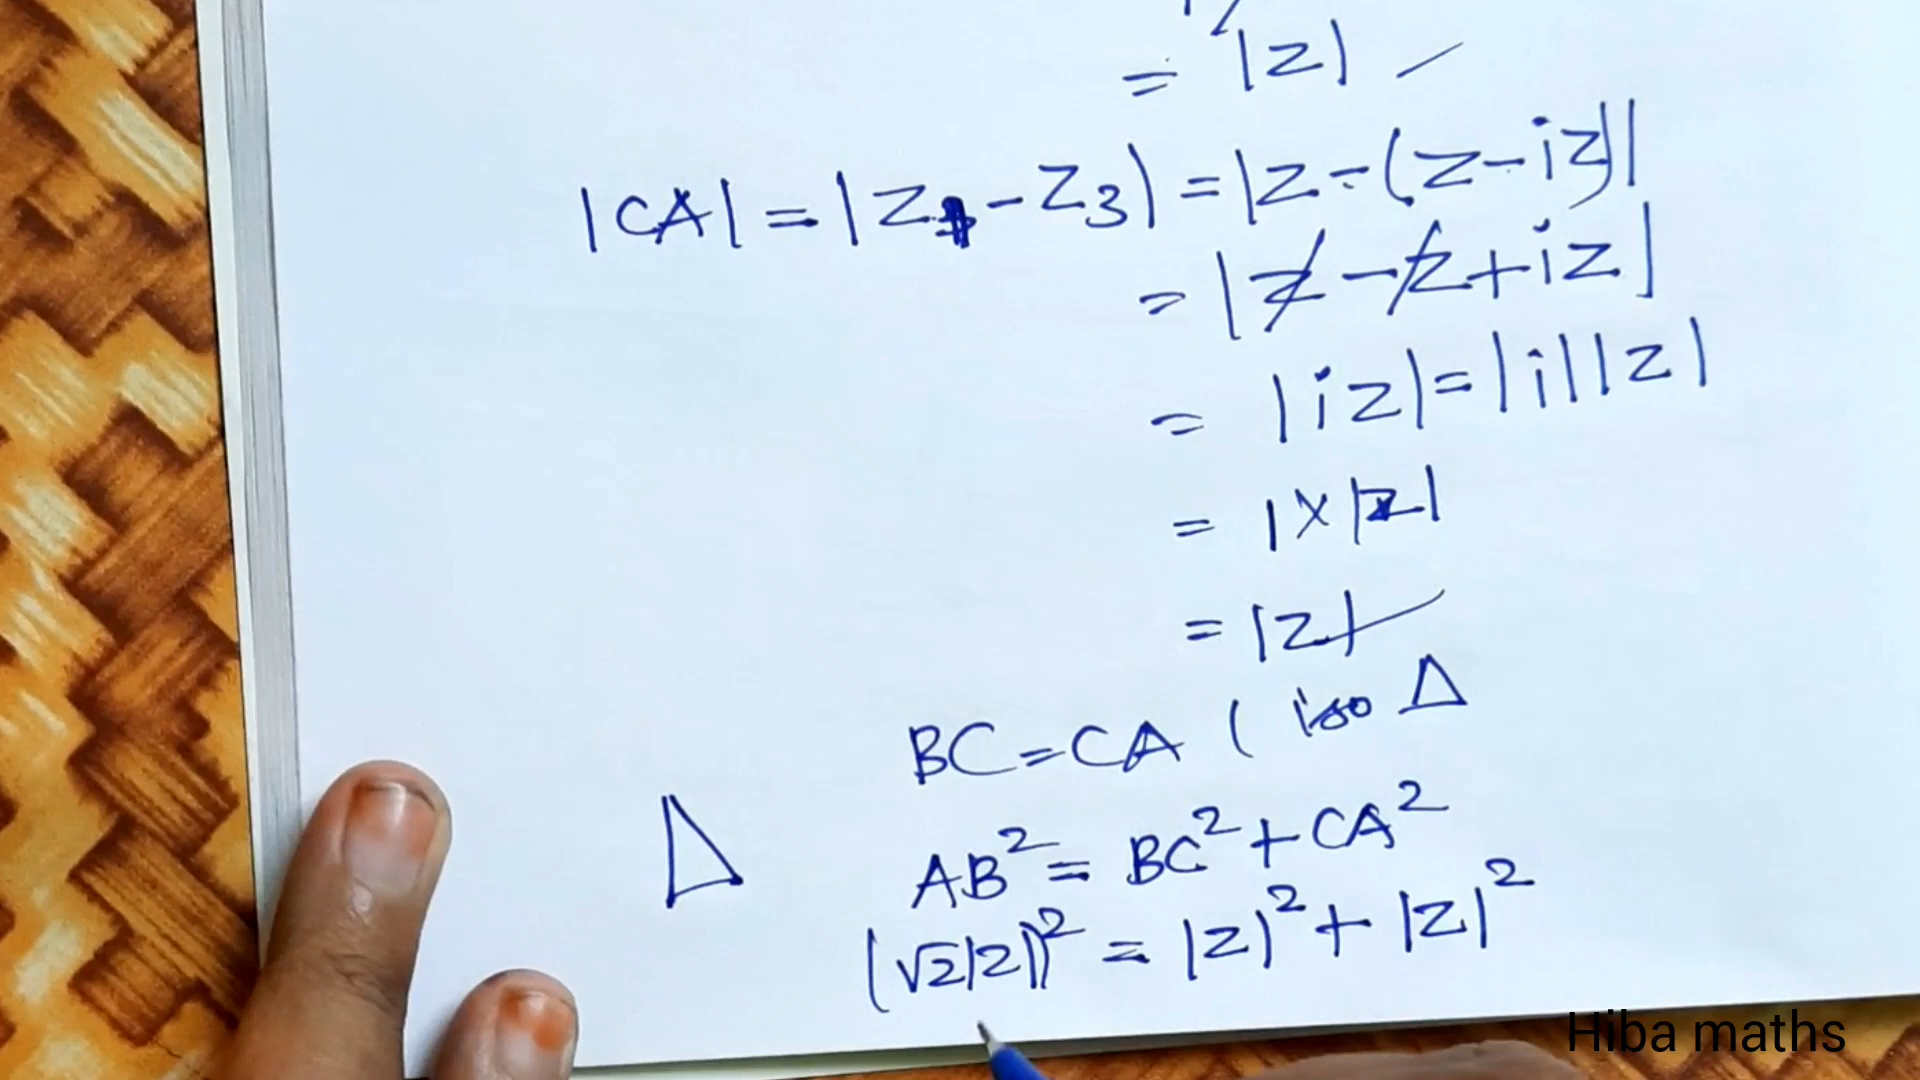 = |z|
|CA| = |z₁ - z₃| = |z - (z - iz)|
= |z - z + iz|
= |iz| = |i||z|
= 1 × |z|
= |z|
BC = CA ( iso Δ
AB² = BC² + CA²
(√2|z|)² = |z|² + |z|²
Hiba maths